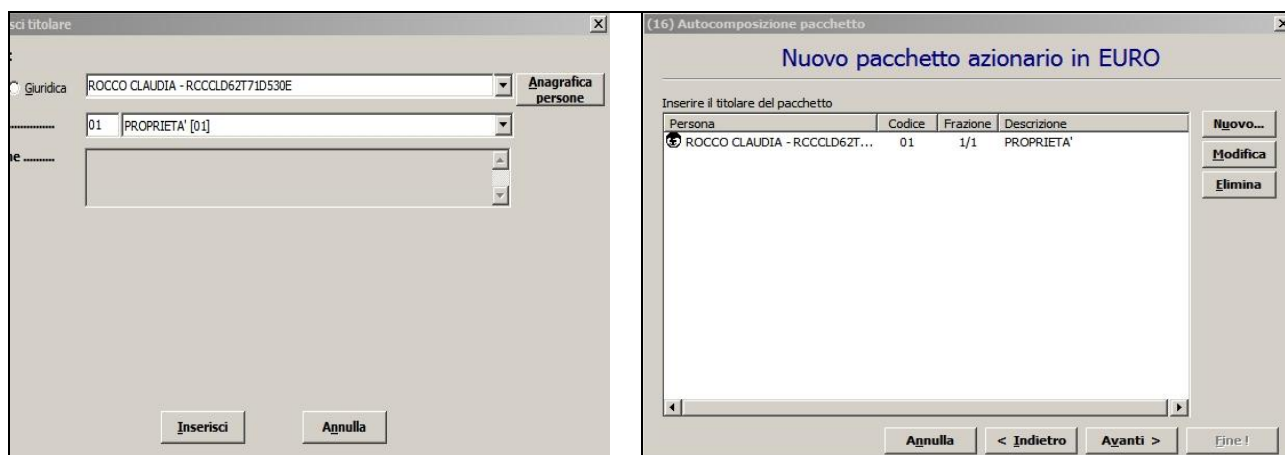 sci titolare
:
Giuridica
ROCCO CLAUDIA - RCCCLD62T71D530E
Anagrafica
persone
..............
01
PROPRIETA' [01]
ne .........
Inserisci
Annulla
(16) Autocomposizione pacchetto
Nuovo pacchetto azionario in EURO
Inserire il titolare del pacchetto
Persona Codice Frazione Descrizione
ROCCO CLAUDIA - RCCCLD62T... 01 1/1 PROPRIETA'
Nuovo...
Modifica
Elimina
Annulla
< Indietro
Avanti >
Fine !